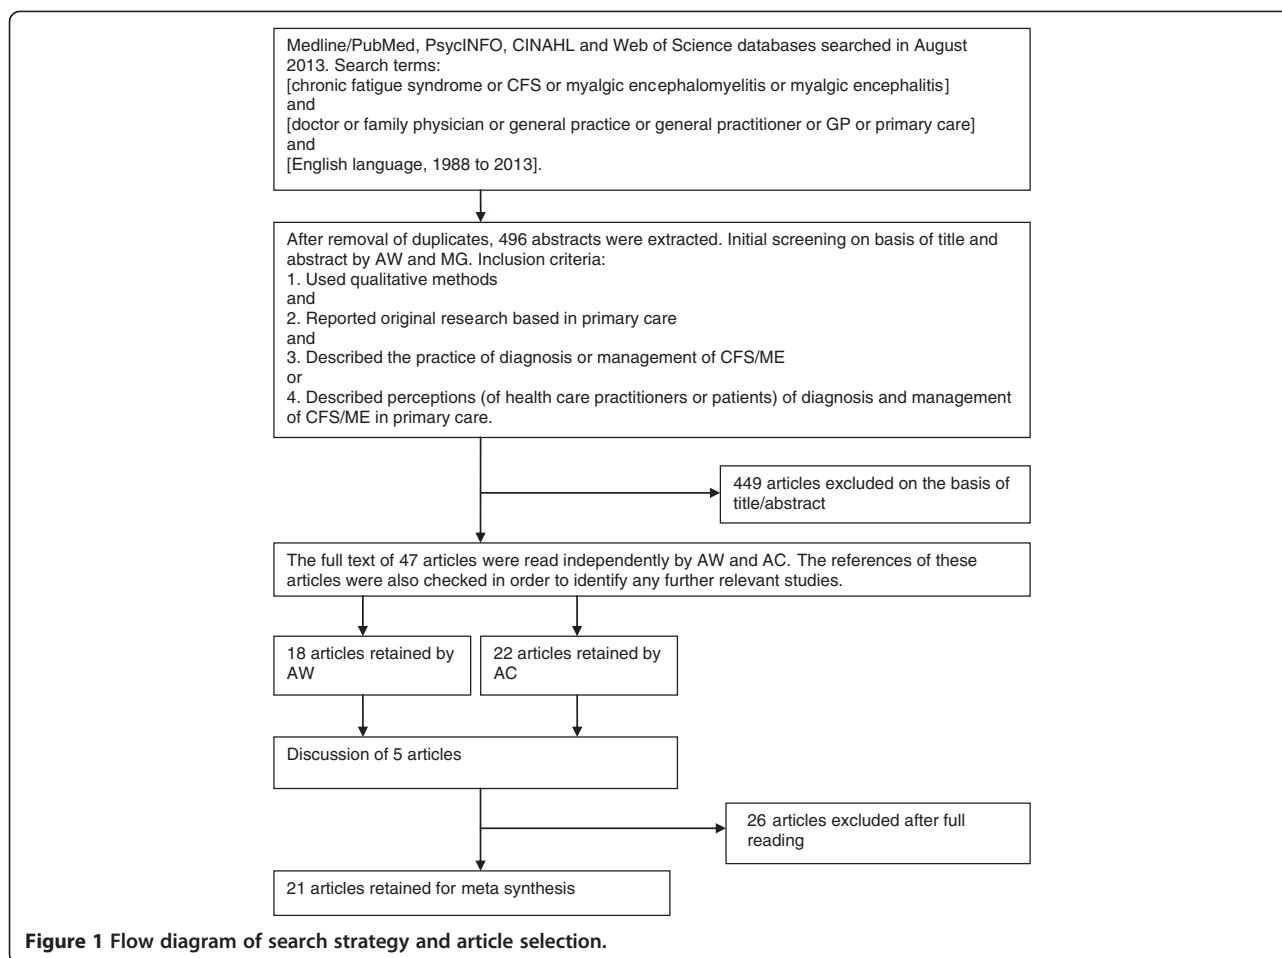 Medline/PubMed, PsycINFO, CINAHL and Web of Science databases searched in August
2013. Search terms:
[chronic fatigue syndrome or CFS or myalgic encephalomyelitis or myalgic encephalitis]
and
[doctor or family physician or general practice or general practitioner or GP or primary care]
and
[English language, 1988 to 2013].
After removal of duplicates, 496 abstracts were extracted. Initial screening on basis of title and
abstract by AW and MG. Inclusion criteria:
1. Used qualitative methods
and
2. Reported original research based in primary care
and
3. Described the practice of diagnosis or management of CFS/ME
or
4. Described perceptions (of health care practitioners or patients) of diagnosis and management
of CFS/ME in primary care.
449 articles excluded on the basis of
title/abstract
The full text of 47 articles were read independently by AW and AC. The references of these
articles were also checked in order to identify any further relevant studies.
18 articles retained by
AW
22 articles retained by
AC
Discussion of 5 articles
26 articles excluded after full
reading
21 articles retained for meta synthesis
Figure 1 Flow diagram of search strategy and article selection.